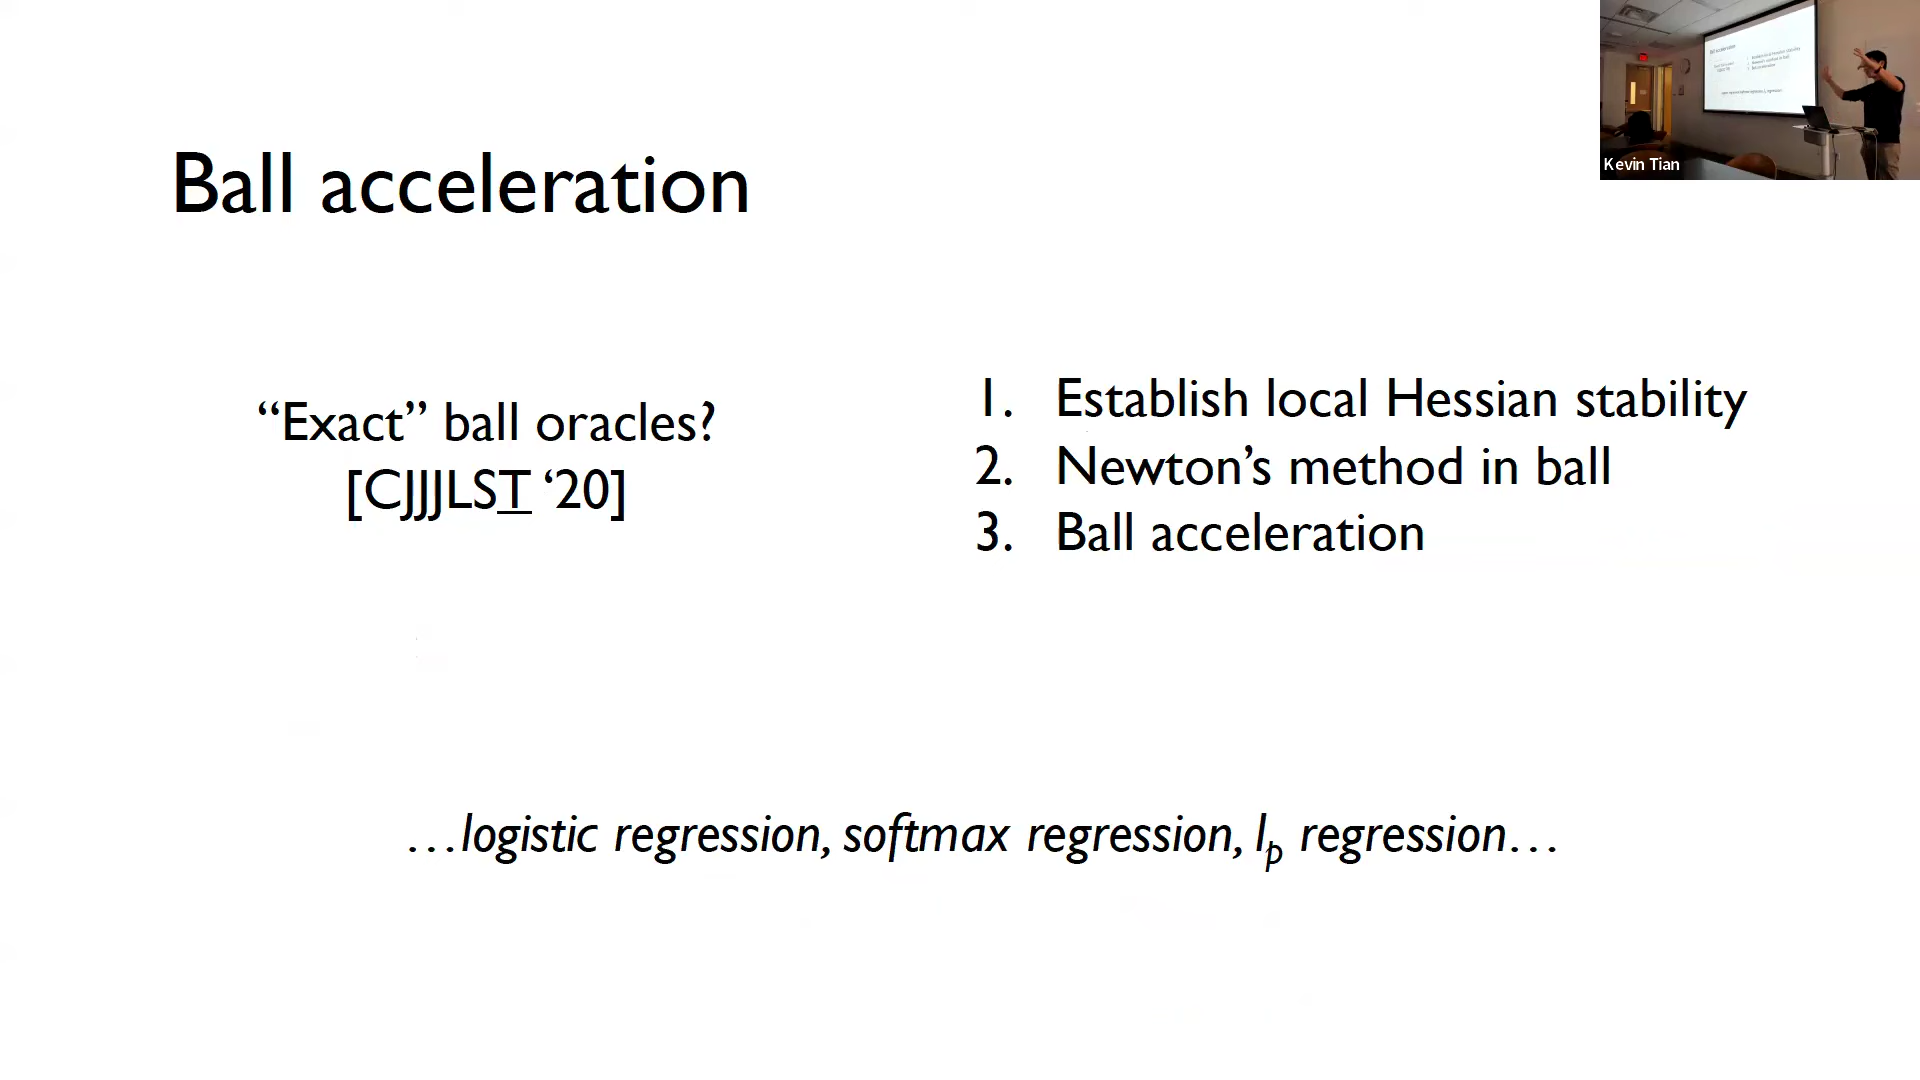 Kevin Tian
Ball acceleration
“Exact” ball oracles?
[CJJJLST ‘20]
1. Establish local Hessian stability
2. Newton’s method in ball
3. Ball acceleration
…logistic regression, softmax regression, lp regression…